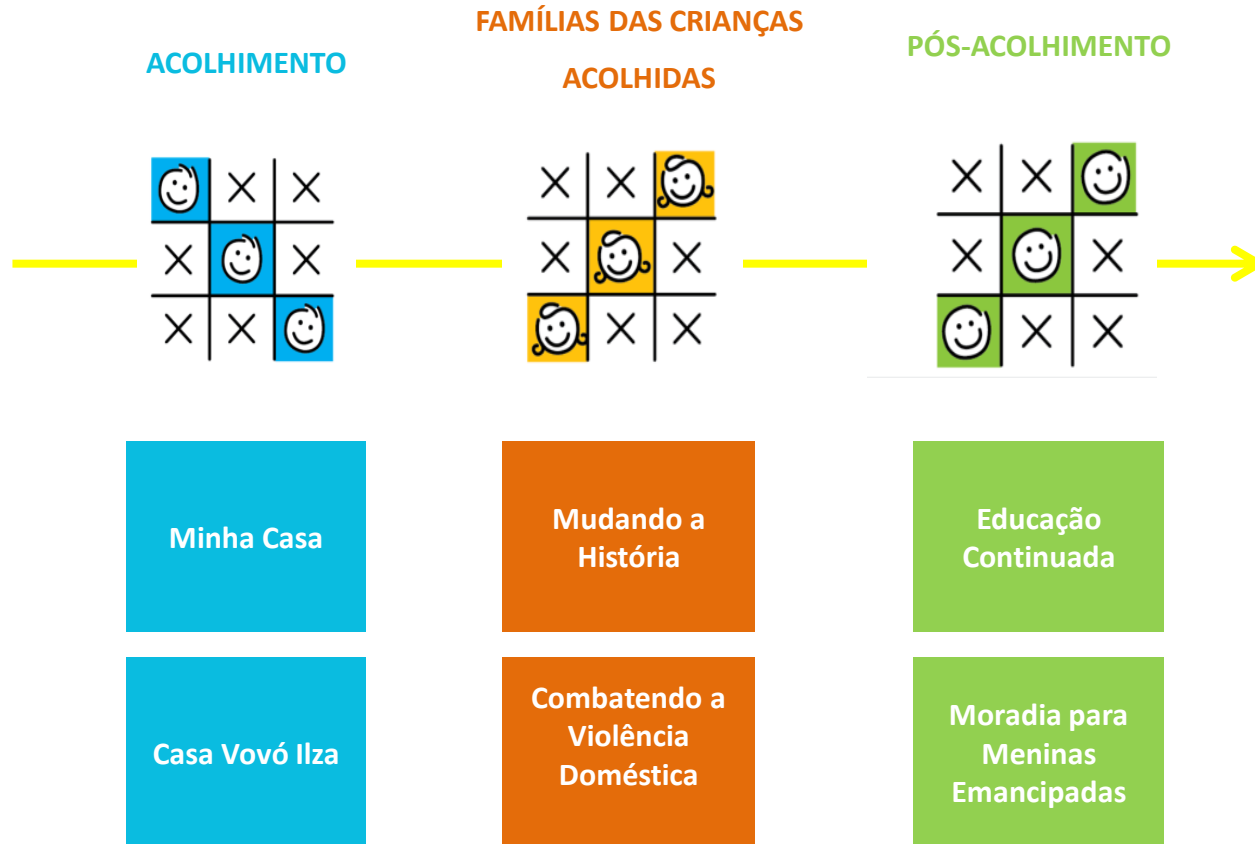 ACOLHIMENTO
FAMÍLIAS DAS CRIANÇAS
ACOLHIDAS
PÓS-ACOLHIMENTO
Minha Casa
Mudando a
História
Educação
Continuada
Casa Vovó Ilza
Combatendo a
Violência
Doméstica
Moradia para
Meninas
Emancipadas